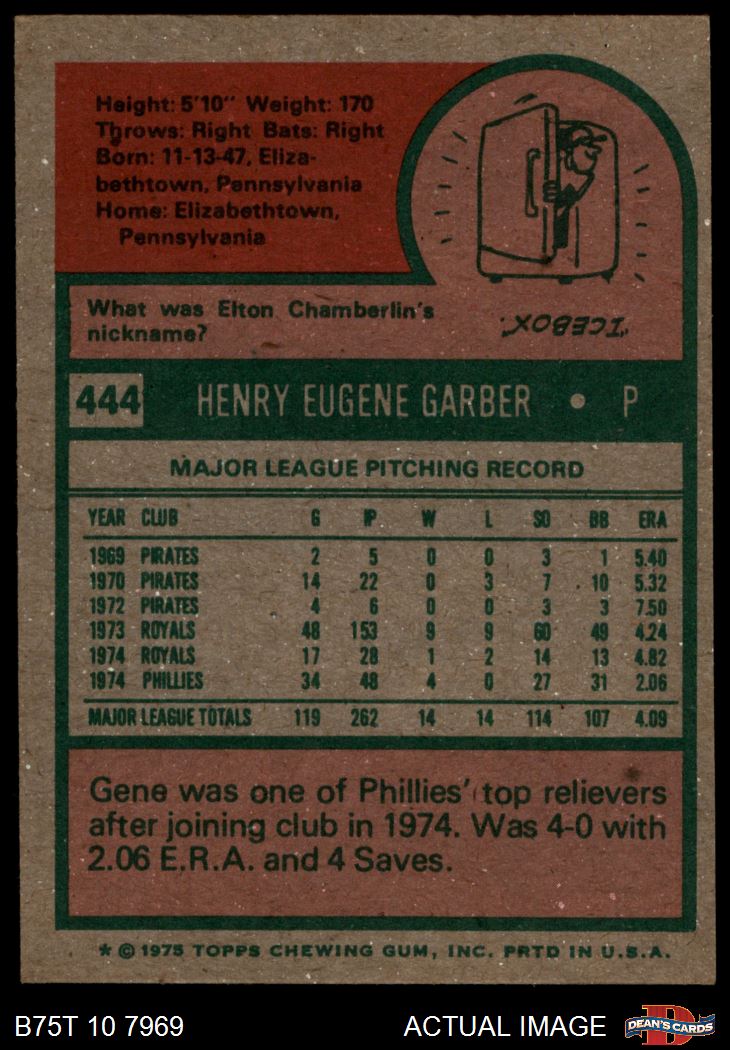 Height: 5'10" Weight: 170
Throws: Right Bats: Right
Born: 11-13-47, Eliza-
bethtown, Pennsylvania
Home: Elizabethtown,
Pennsylvania
What was Elton Chamberlin's
nickname?
"ICEBOX".
444 HENRY EUGENE GARBER • P
MAJOR LEAGUE PITCHING RECORD
YEAR CLUB G IP W L SO BB ERA
1969 PIRATES 2 5 0 0 3 1 5.40
1970 PIRATES 14 22 0 3 7 10 5.32
1972 PIRATES 4 6 0 0 3 3 7.50
1973 ROYALS 48 153 9 9 60 49 4.24
1974 ROYALS 17 28 1 2 14 13 4.82
1974 PHILLIES 34 48 4 0 27 31 2.06
MAJOR LEAGUE TOTALS 119 262 14 14 114 107 4.09
Gene was one of Phillies' top relievers
after joining club in 1974. Was 4-0 with
2.06 E.R.A. and 4 Saves.
* © 1975 TOPPS CHEWING GUM, INC. PRTD IN U.S.A.
B75T 10 7969 ACTUAL IMAGE D DEAN'S CARDS